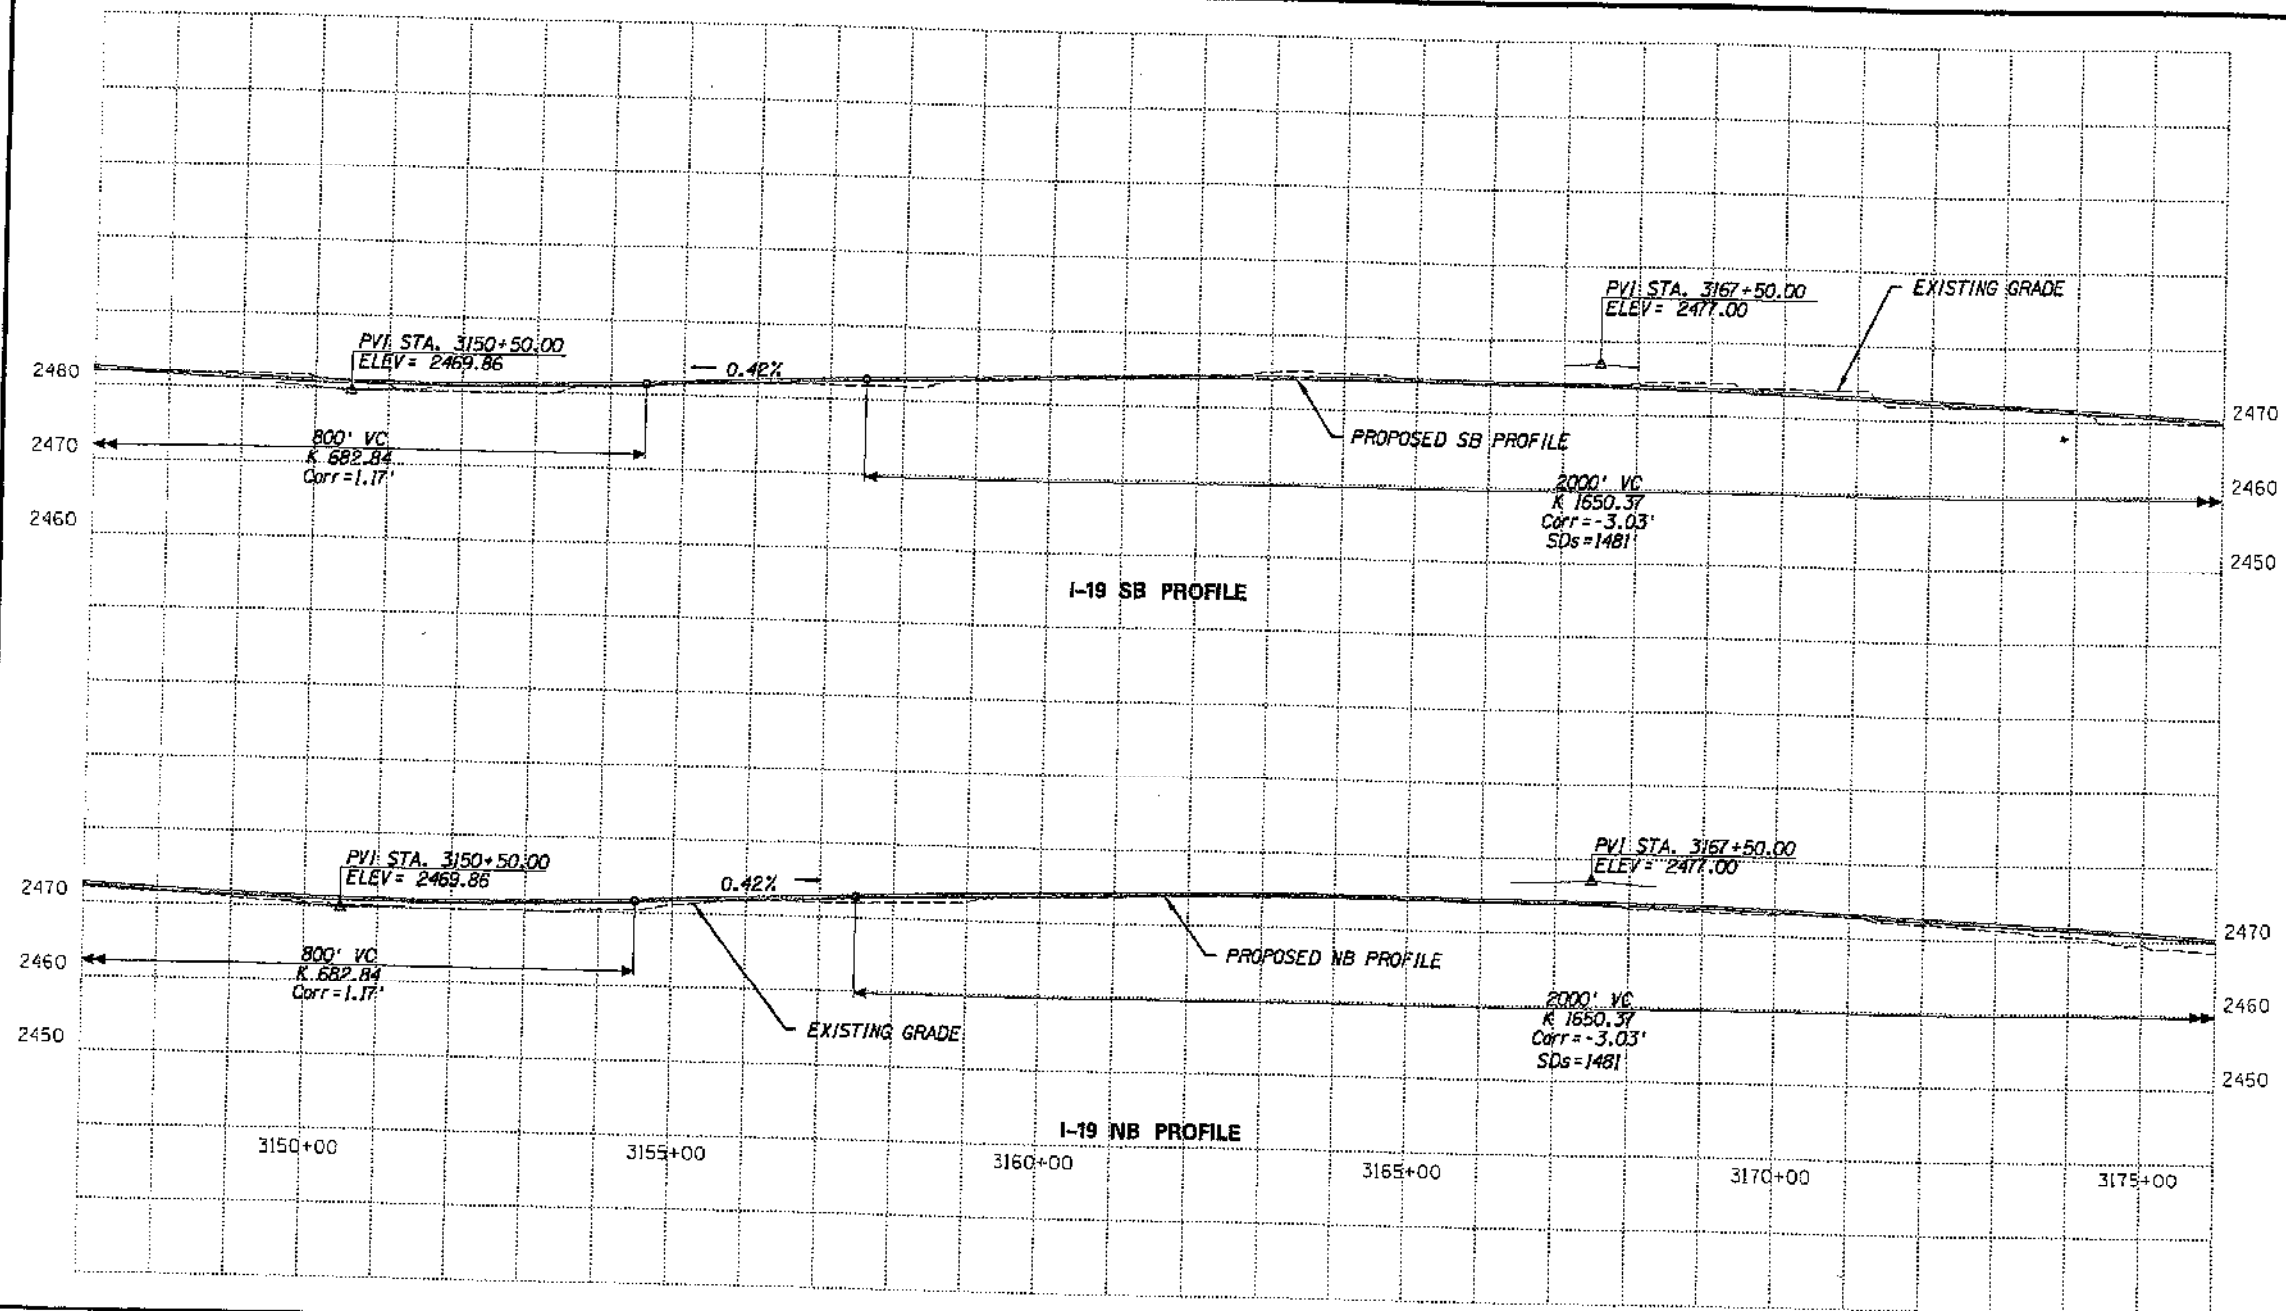 PVI STA. 3167+50.00
ELEV= 2477.00
EXISTING GRADE
PVI STA. 3150+50.00
ELEV= 2469.86
0.42%
2480
2470
2470
800' VC
K 682.84
Corr=1.17'
PROPOSED SB PROFILE
2000' VC
K 1650.37
Corr=-3.03'
SDs=1481'
2460
2460
2450
I-19 SB PROFILE
PVI STA. 3150+50.00
ELEV= 2469.86
0.42%
PVI STA. 3167+50.00
ELEV= 2477.00
2470
2470
800' VC
K 682.84
Corr=1.17'
2460
PROPOSED NB PROFILE
2000' VC
K 1650.37
Corr=-3.03'
SDs=1481'
2460
EXISTING GRADE
2450
2450
I-19 NB PROFILE
3150+00
3155+00
3160+00
3165+00
3170+00
3175+00